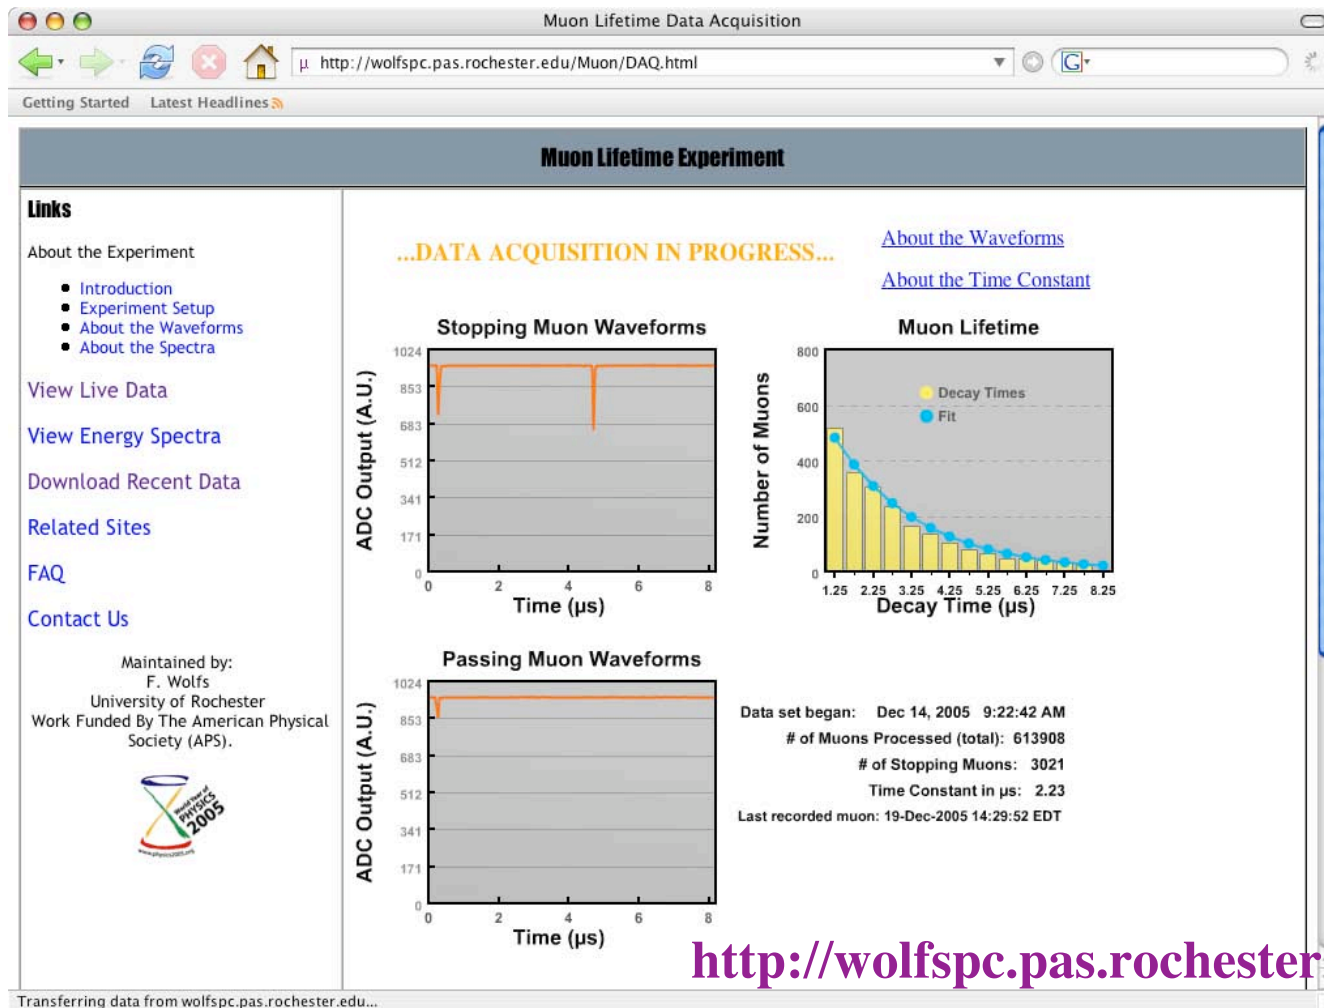 Muon Lifetime Data Acquisition
μ http://wolfspc.pas.rochester.edu/Muon/DAQ.html
G
Getting Started Latest Headlines
Muon Lifetime Experiment
Links
About the Experiment
Introduction
Experiment Setup
About the Waveforms
About the Spectra
View Live Data
View Energy Spectra
Download Recent Data
Related Sites
FAQ
Contact Us
Maintained by:
F. Wolfs
University of Rochester
Work Funded By The American Physical
Society (APS).
World Year of
PHYSICS
2005
www.physics2005.org
...DATA ACQUISITION IN PROGRESS...
About the Waveforms
About the Time Constant
Stopping Muon Waveforms
ADC Output (A.U.)
1024
853
683
512
341
171
0
0 2 4 6 8
Time (µs)
Muon Lifetime
Number of Muons
800
600
400
200
0
Decay Times
Fit
1.25 2.25 3.25 4.25 5.25 6.25 7.25 8.25
Decay Time (µs)
Passing Muon Waveforms
ADC Output (A.U.)
1024
853
683
512
341
171
0
0 2 4 6 8
Time (µs)
Data set began: Dec 14, 2005 9:22:42 AM
# of Muons Processed (total): 613908
# of Stopping Muons: 3021
Time Constant in µs: 2.23
Last recorded muon: 19-Dec-2005 14:29:52 EDT
http://wolfspc.pas.rochester
Transferring data from wolfspc.pas.rochester.edu...